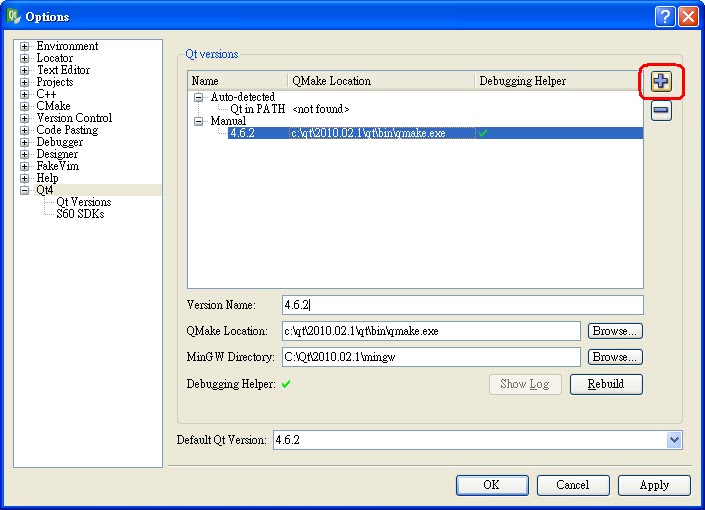 Options
Environment
Locator
Text Editor
Projects
C++
CMake
Version Control
Code Pasting
Debugger
Designer
FakeVim
Help
Qt4
Qt Versions
S60 SDKs
Qt versions
Name QMake Location Debugging Helper
Auto-detected
Qt in PATH <not found>
Manual
4.6.2 c:\qt\2010.02.1\qt\bin\qmake.exe
Version Name: 4.6.2
QMake Location: c:\qt\2010.02.1\qt\bin\qmake.exe Browse...
MinGW Directory: C:\Qt\2010.02.1\mingw Browse...
Debugging Helper: Show Log Rebuild
Default Qt Version: 4.6.2
OK Cancel Apply